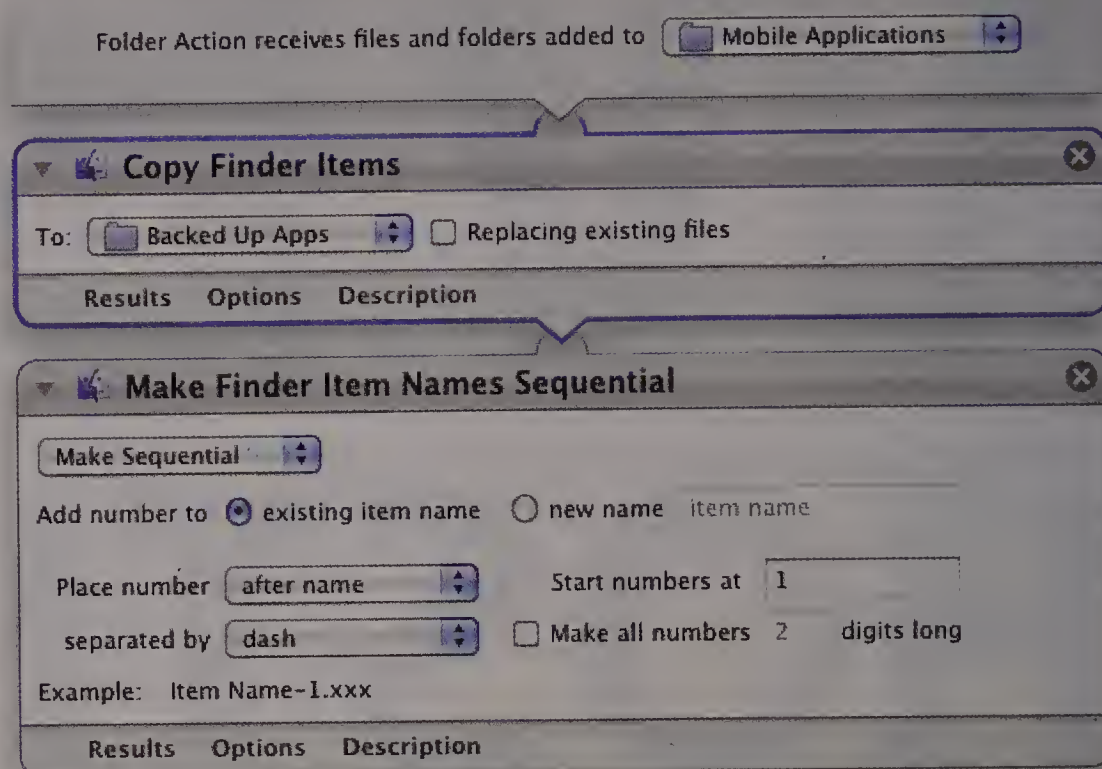 Folder Action receives files and folders added to Mobile Applications
Copy Finder Items
To: Backed Up Apps Replacing existing files
Results Options Description
Make Finder Item Names Sequential
Make Sequential
Add number to existing item name new name item name
Place number after name Start numbers at 1
separated by dash Make all numbers 2 digits long
Example: Item Name-1.xxx
Results Options Description